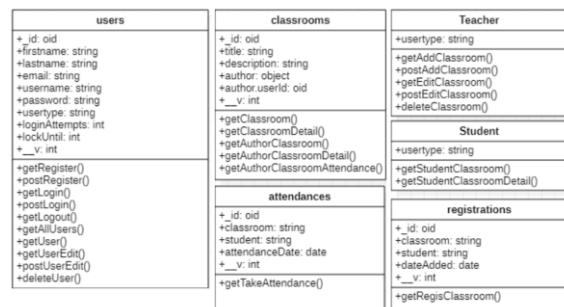 users
+_id: oid
+firstname: string
+lastname: string
+email: string
+username: string
+password: string
+usertype: string
+loginAttempts: int
+lockUntil: int
+__v: int
+getRegister()
+postRegister()
+getLogin()
+postLogin()
+getLogout()
+getAllUsers()
+getUser()
+getUserEdit()
+postUserEdit()
+deleteUser()
classrooms
+_id: oid
+title: string
+description: string
+author: object
+author.userId: oid
+__v: int
+getClassroom()
+getClassroomDetail()
+getAuthorClassroom()
+getAuthorClassroomDetail()
+getAuthorClassroomAttendance()
attendances
+_id: oid
+classroom: string
+student: string
+attendanceDate: date
+__v: int
+getTakeAttendance()
Teacher
+usertype: string
+getAddClassroom()
+postAddClassroom()
+getEditClassroom()
+postEditClassroom()
+deleteClassroom()
Student
+usertype: string
+getStudentClassroom()
+getStudentClassroomDetail()
registrations
+_id: oid
+classroom: string
+student: string
+dateAdded: date
+__v: int
+getRegisClassroom()